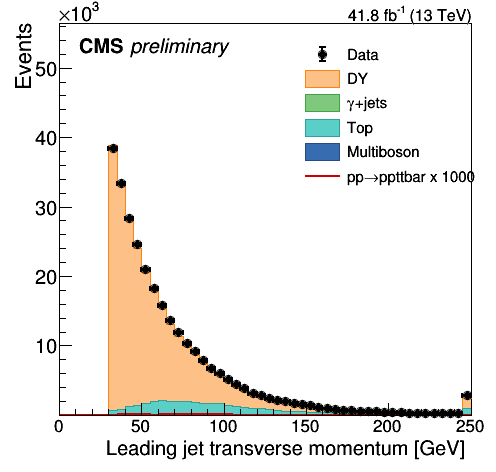 ×10³
41.8 fb⁻¹ (13 TeV)
CMS preliminary
Events
Data
DY
γ+jets
Top
Multiboson
pp→ppttbar x 1000
50
40
30
20
10
0 50 100 150 200 250
Leading jet transverse momentum [GeV]